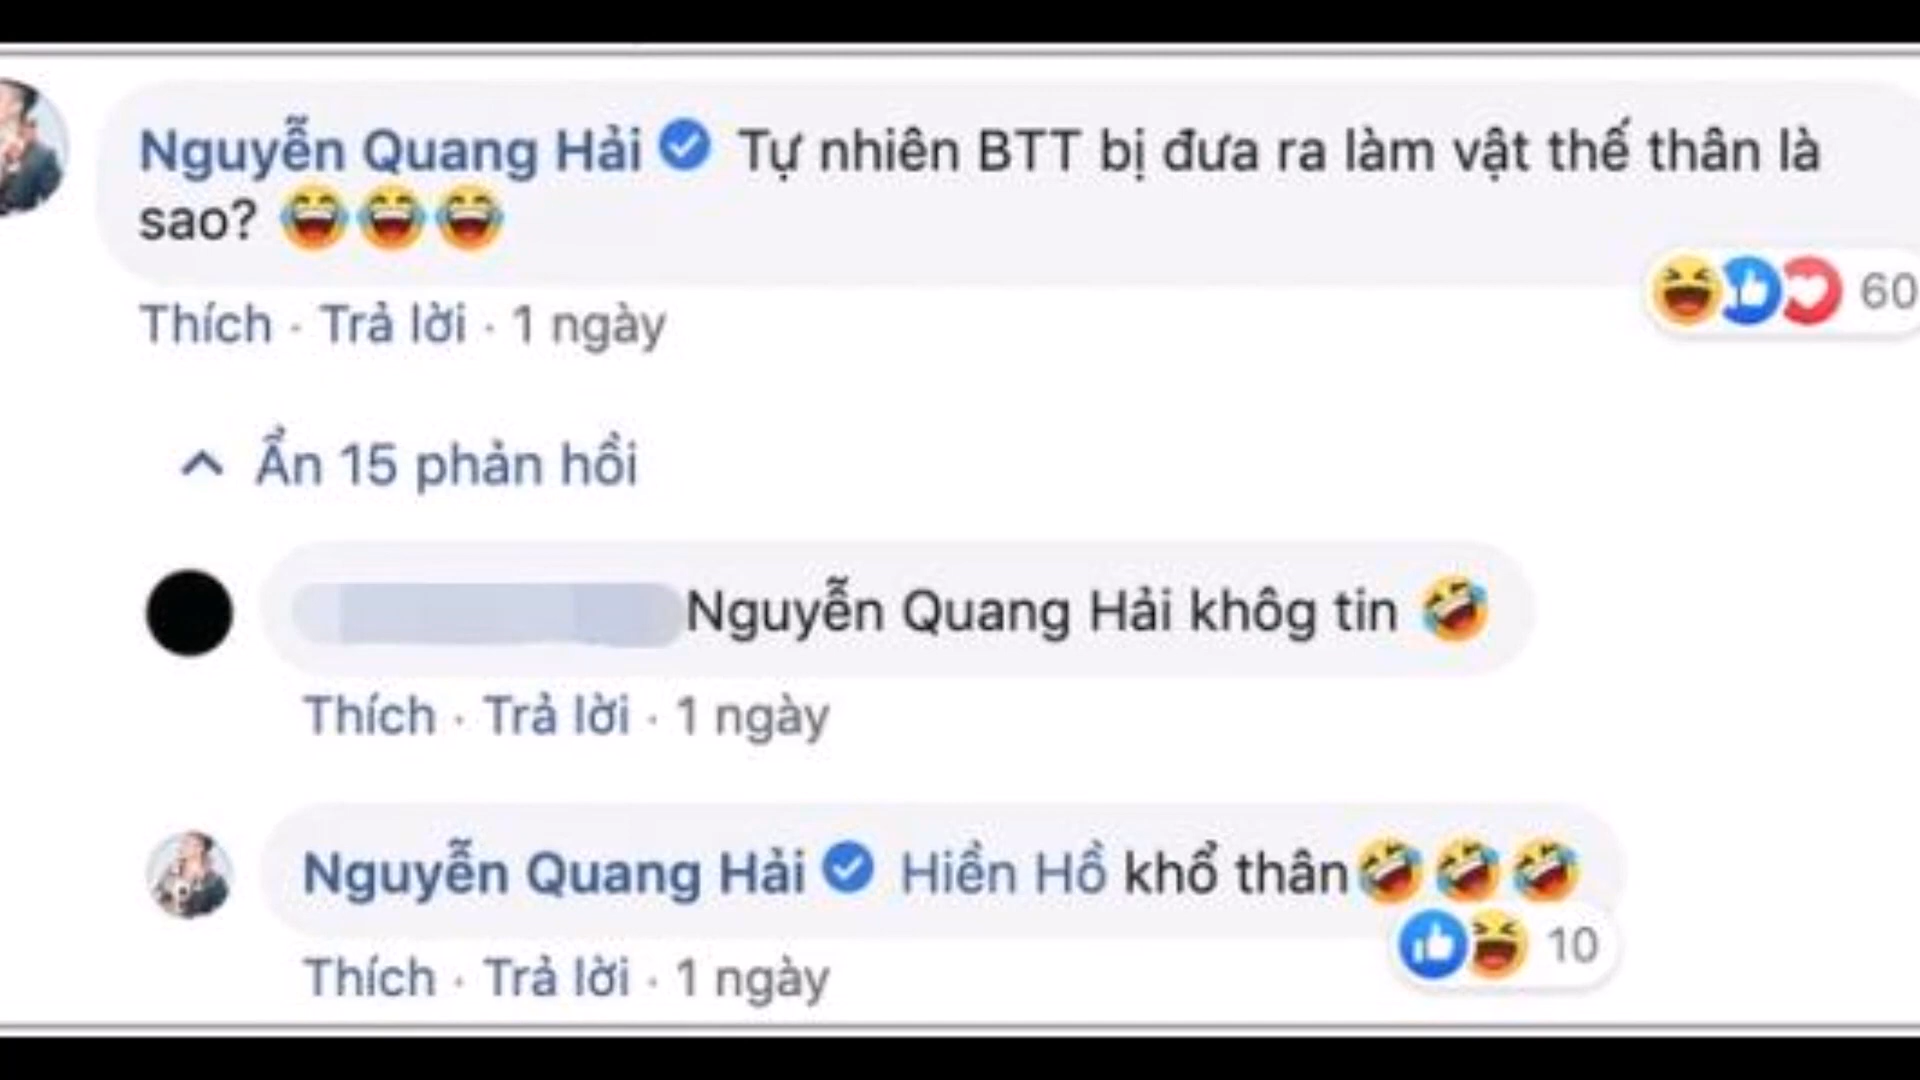 Nguyễn Quang Hải Tự nhiên BTT bị đưa ra làm vật thế thân là
sao? 😂😂😂
60
Thích · Trả lời · 1 ngày
Ẩn 15 phản hồi
Nguyễn Quang Hải khôg tin 🤣
Thích · Trả lời · 1 ngày
Nguyễn Quang Hải Hiền Hồ khổ thân🤣🤣🤣
10
Thích · Trả lời · 1 ngày